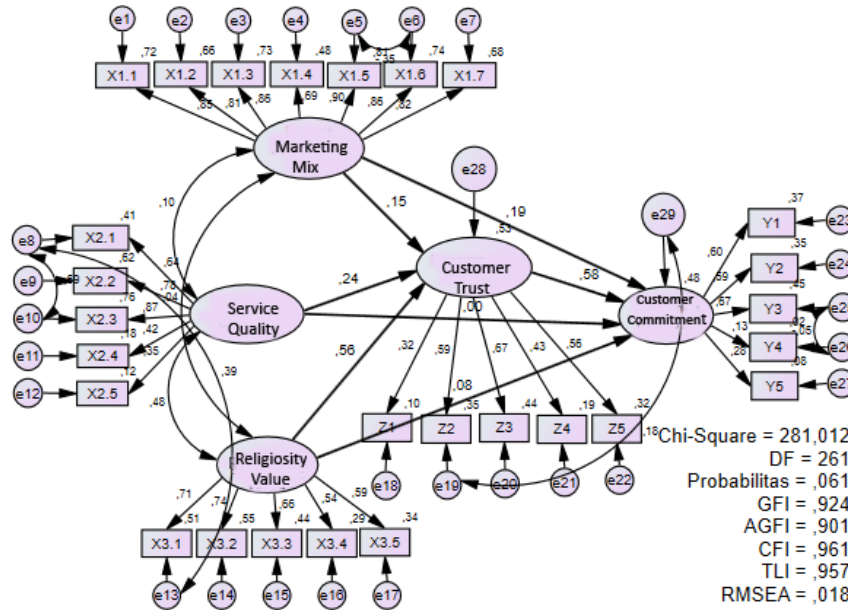 e1 e2 e3 e4 e5 e6 e7
,72 ,66 ,73 ,48 ,81 ,74 ,68
-,35
X1.1 X1.2 X1.3 X1.4 X1.5 X1.6 X1.7
,85 ,81 ,86 ,69 ,90 ,86 ,82
Marketing
Mix
e28
,10
,15
,19
,53
e29
,37
Y1
e23
,41
e8
X2.1
,64
,62
e9
X2.2
,78
,04
,76
e10
X2.3
,87
,18
,42
e11
X2.4
,35
,12
e12
X2.5
Service
Quality
,24
Customer
Trust
,58
,00
,48
Customer
Commitment
,60
,35
,59
Y2
e24
,45
,67
Y3
,13
Y4
-,05
,28
,08
Y5
e27
,39
,48
,56
,08
,32 ,59 ,67 ,43 ,56
,10 ,35 ,44 ,19 ,32
,18
Z1 Z2 Z3 Z4 Z5
e18 e19 e20 e21 e22
Religiosity
Value
,71 ,74 ,66 ,54 ,59
,51 ,55 ,44 ,29 ,34
X3.1 X3.2 X3.3 X3.4 X3.5
e13 e14 e15 e16 e17
Chi-Square = 281,012
DF = 261
Probabilitas = ,061
GFI = ,924
AGFI = ,901
CFI = ,961
TLI = ,957
RMSEA = ,018